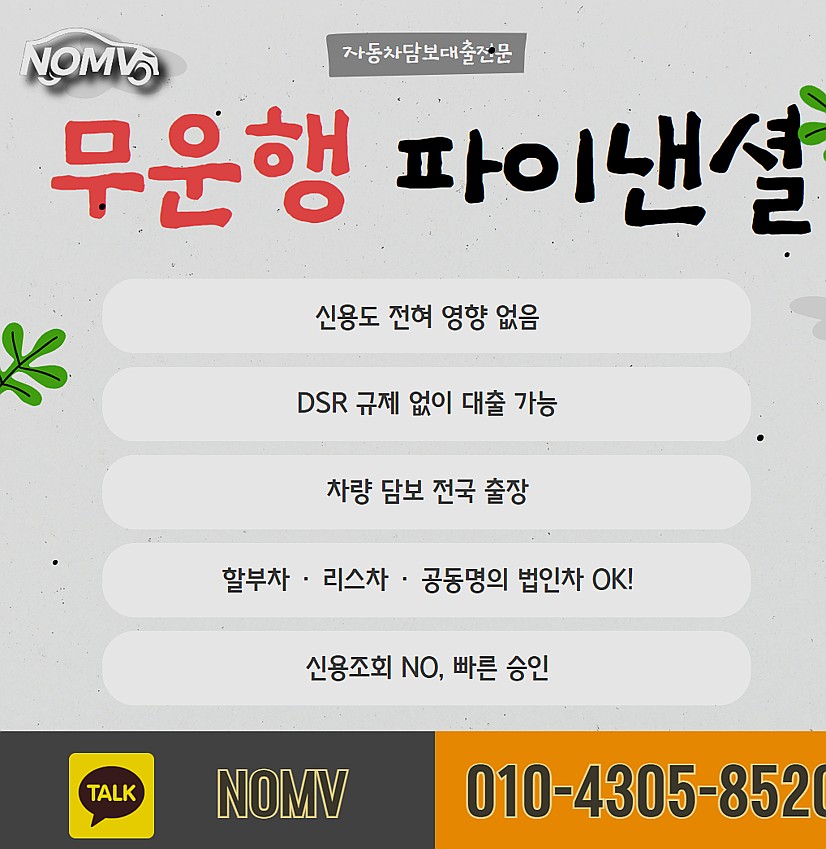 NOMV
자동차담보대출전문
무운행 파이낸셜
신용도 전혀 영향 없음
DSR 규제 없이 대출 가능
차량 담보 전국 출장
할부차 · 리스차 · 공동명의 법인차 OK!
신용조회 NO, 빠른 승인
TALK
NOMV
010-4305-8520